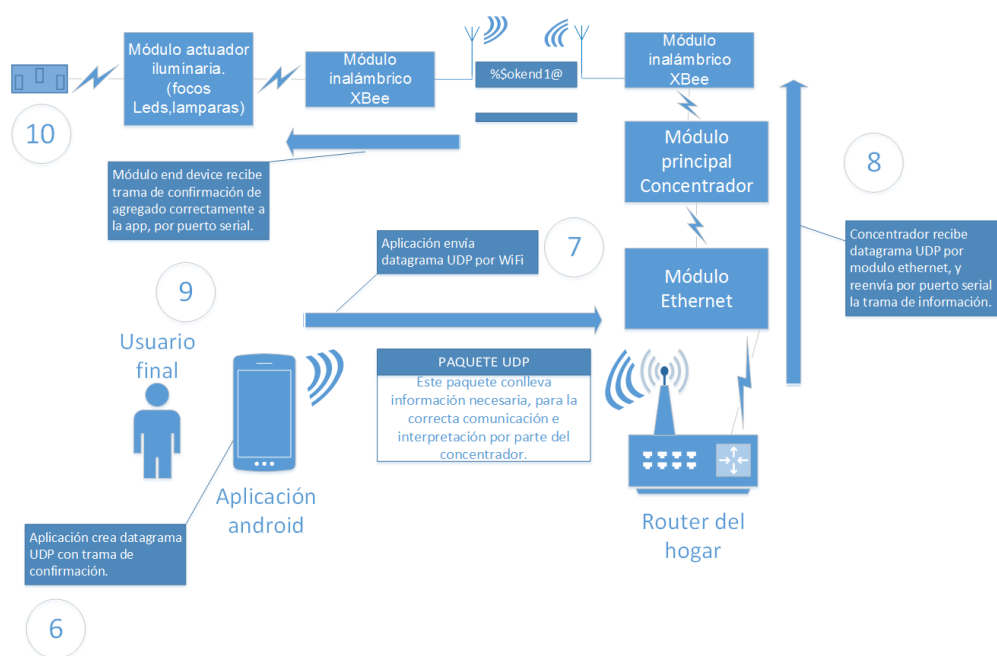 Módulo actuador
iluminaria.
(focos
Leds,lamparas)
Módulo
inalámbrico
XBee
%$okend1@
Módulo
inalámbrico
XBee
10
Módulo
principal
Concentrador
8
Módulo end device recibe
trama de confirmación de
agregado correctamente a
la app, por puerto serial.
7
Aplicación envía
datagrama UDP por WiFi
Concentrador recibe
datagrama UDP por
modulo ethernet, y
reenvía por puerto serial
la trama de información.
Módulo
Ethernet
9
Usuario
final
PAQUETE UDP
Este paquete conlleva
información necesaria, para la
correcta comunicación e
interpretación por parte del
concentrador.
Aplicación
android
Router del
hogar
Aplicación crea datagrama
UDP con trama de
confirmación.
6